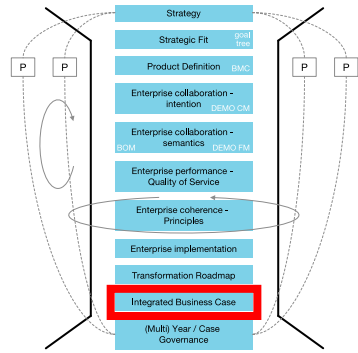 Strategy
Strategic Fit
goal
tree
P
P
Product Definition
BMC
P
P
Enterprise collaboration -
intention
DEMO CM
Enterprise collaboration -
semantics
BOM
DEMO FM
Enterprise performance -
Quality of Service
Enterprise coherence -
Principles
Enterprise implementation
Transformation Roadmap
Integrated Business Case
(Multi) Year / Case
Governance